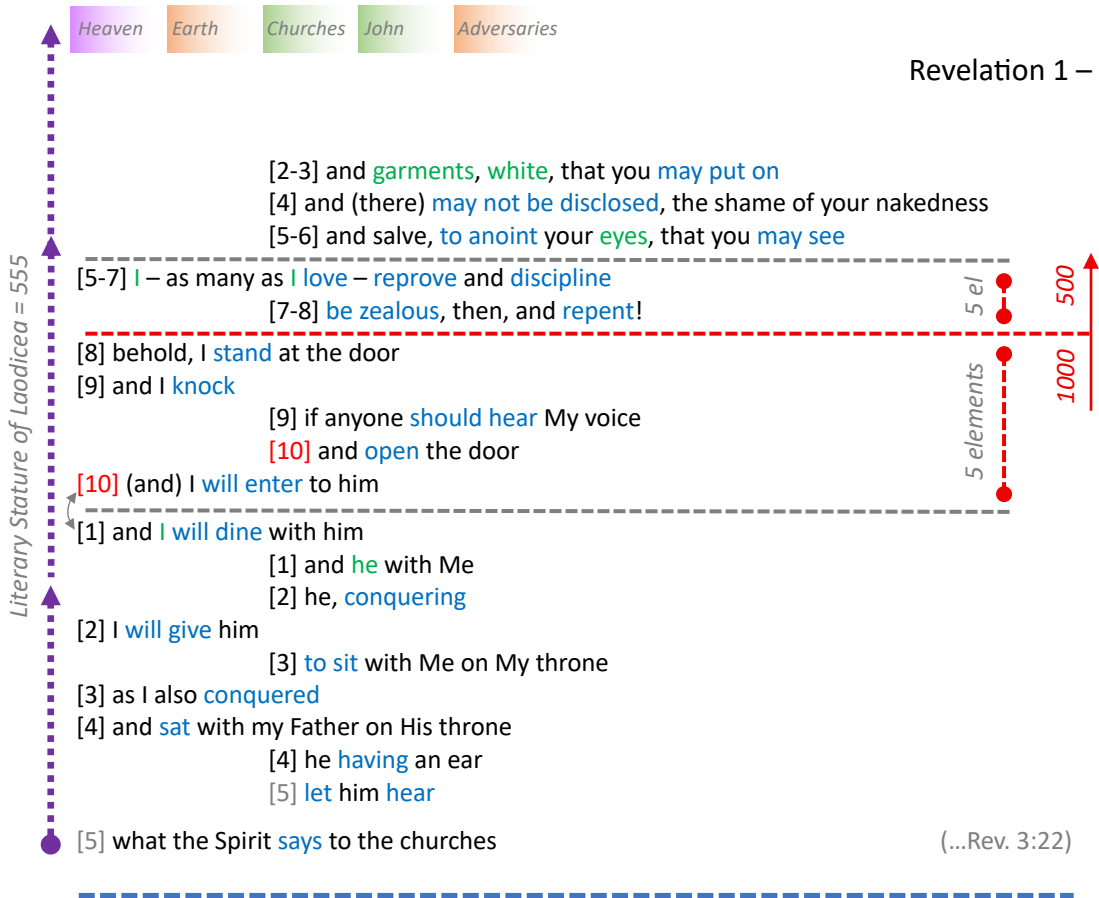 Heaven Earth Churches John Adversaries
Revelation 1 –
[2-3] and garments, white, that you may put on
[4] and (there) may not be disclosed, the shame of your nakedness
[5-6] and salve, to anoint your eyes, that you may see
[5-7] I – as many as I love – reprove and discipline
[7-8] be zealous, then, and repent!
5 el
500
[8] behold, I stand at the door
[9] and I knock
[9] if anyone should hear My voice
[10] and open the door
[10] (and) I will enter to him
5 elements
1000
[1] and I will dine with him
[1] and he with Me
[2] he, conquering
[2] I will give him
[3] to sit with Me on My throne
[3] as I also conquered
[4] and sat with my Father on His throne
[4] he having an ear
[5] let him hear
[5] what the Spirit says to the churches (...Rev. 3:22)
Literary Stature of Laodicea = 555